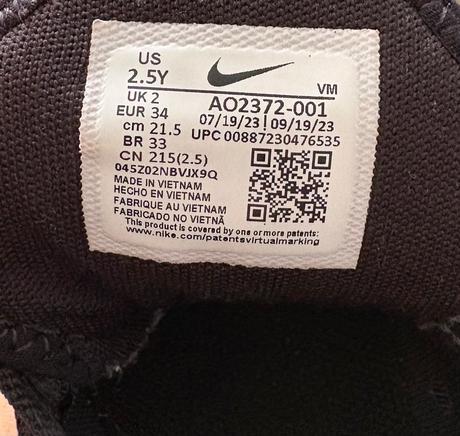 US
2.5Y
VM
UK 2
EUR 34
cm 21.5
BR 33
CN 215(2.5)
AO2372-001
07/19/23 | 09/19/23
UPC 00887230476535
045Z02NBVJX9Q
MADE IN VIETNAM
HECHO EN VIETNAM
FABRIQUE AU VIETNAM
FABRICADO NO VIETNÃ
This product is covered by one or more patents:
www.nike.com/patentsvirtualmarking